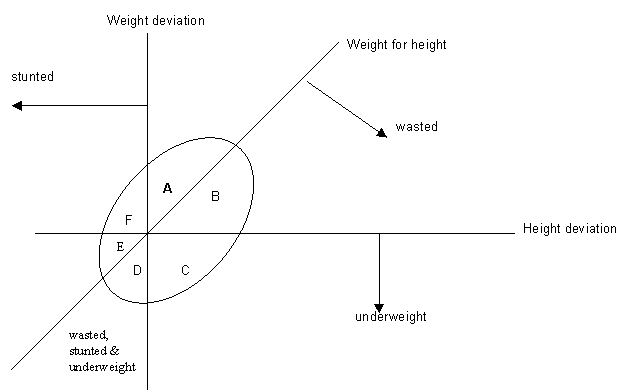 Weight deviation
Weight for height
stunted
wasted
A
B
F
Height deviation
E
D
C
underweight
wasted,
stunted &
underweight